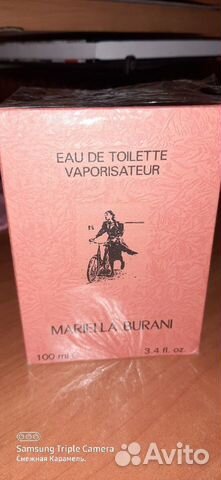 EAU DE TOILETTE
VAPORISATEUR
MARIELLA BURANI
100 ml 3.4 fl. oz.
Samsung Triple Camera
Снежная Карамель.
Avito